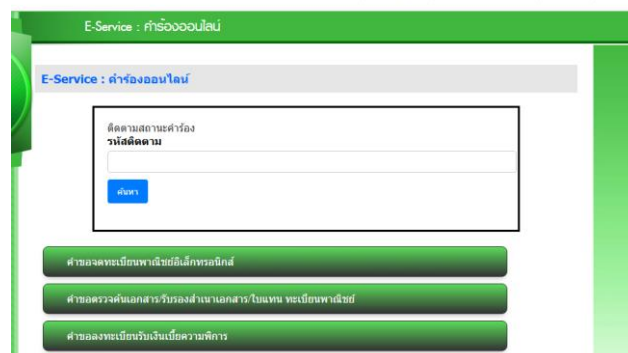 E-Service : คำร้องออนไลน์
E-Service : คำร้องออนไลน์
ติดตามสถานะคำร้อง
รหัสติดตาม
ค้นหา
คำขอจดทะเบียนพาณิชย์อิเล็กทรอนิกส์
คำขอตรวจค้นเอกสาร/รับรองสำเนาเอกสาร/ใบแทน ทะเบียนพาณิชย์
คำขอลงทะเบียนรับเงินเบี้ยความพิการ